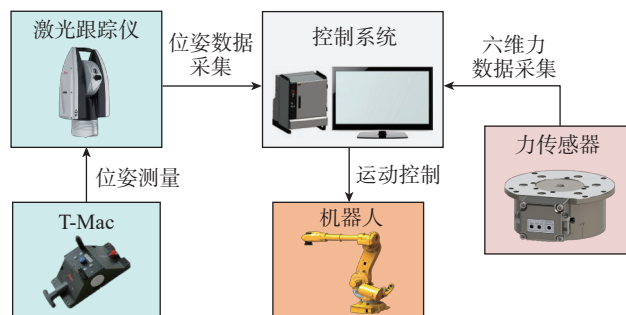 激光跟踪仪
位姿数据
采集
控制系统
六维力
数据采集
力传感器
位姿测量
运动控制
T-Mac
机器人